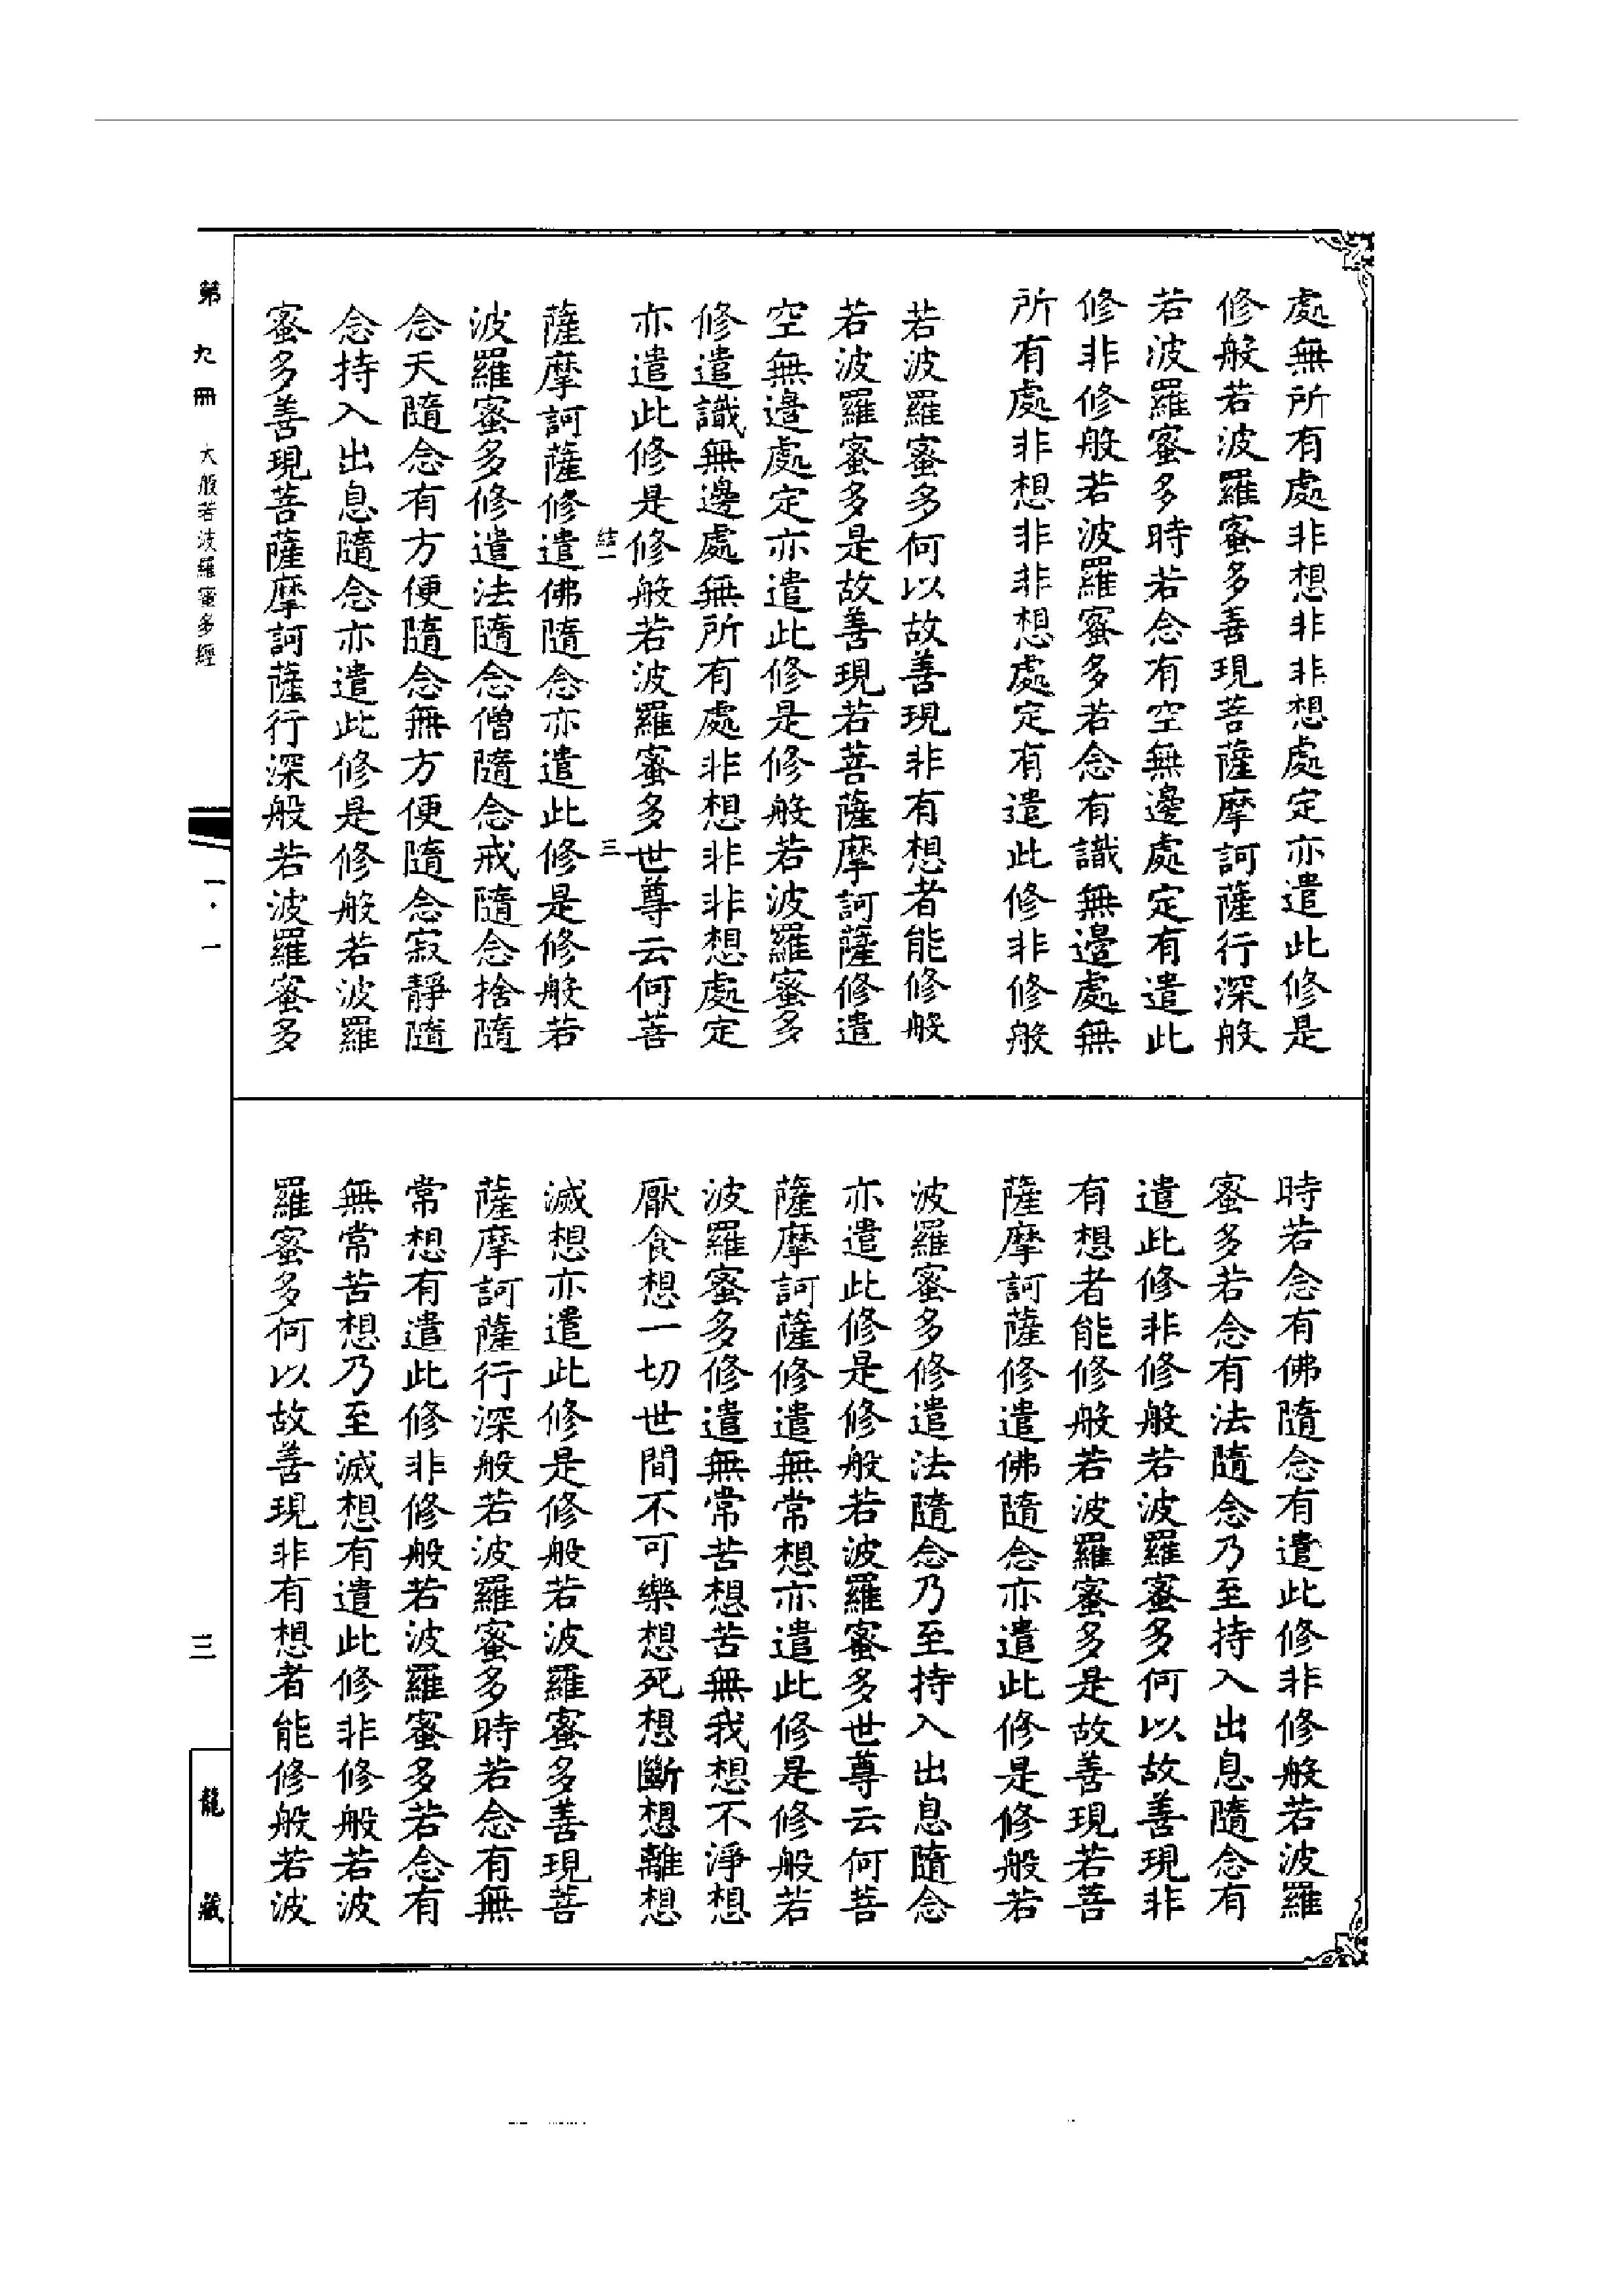 處無所有處非想非非想處定亦遣此修是
修般若波羅蜜多善現菩薩摩訶薩行深般
若波羅蜜多時若念有空無邊處定有遣此
修非修般若波羅蜜多若念有識無邊處無
所有處非想非非想處定有遣此修非修般
若波羅蜜多何以故善現非有想者能修般
若波羅蜜多是故善現若菩薩摩訶薩修遣
空無邊處定亦遣此修是修般若波羅蜜多
修遣識無邊處無所有處非想非非想處定
亦遣此修是修般若波羅蜜多世尊云何菩
結一 三
薩摩訶薩修遣佛隨念亦遣此修是修般若
波羅蜜多修遣法隨念僧隨念戒隨念捨隨
念天隨念有方便隨念無方便隨念寂靜隨
念持入出息隨念亦遣此修是修般若波羅
蜜多善現菩薩摩訶薩行深般若波羅蜜多
時若念有佛隨念有遣此修非修般若波羅
蜜多若念有法隨念乃至持入出息隨念有
遣此修非修般若波羅蜜多何以故善現非
有想者能修般若波羅蜜多是故善現若菩
薩摩訶薩修遣佛隨念亦遣此修是修般若
波羅蜜多修遣法隨念乃至持入出息隨念
亦遣此修是修般若波羅蜜多世尊云何菩
薩摩訶薩修遣無常想亦遣此修是修般若
波羅蜜多修遣無常苦想苦無我想不淨想
厭食想一切世間不可樂想死想斷想離想
滅想亦遣此修是修般若波羅蜜多善現菩
薩摩訶薩行深般若波羅蜜多時若念有無
常想有遣此修非修般若波羅蜜多若念有
無常苦想乃至滅想有遣此修非修般若波
羅蜜多何以故善現非有想者能修般若波
第九冊 大般若波羅蜜多經 一·一 三 龍藏